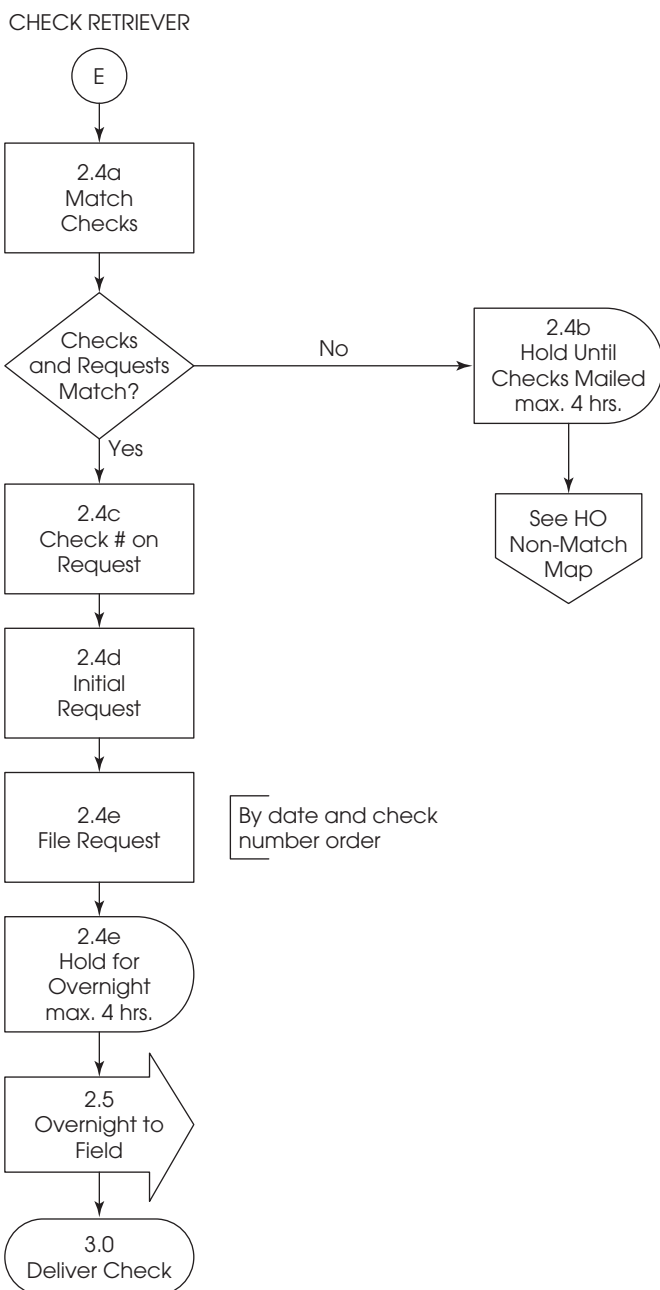 CHECK RETRIEVER
E
2.4a
Match
Checks
Checks
and Requests
Match?
No
2.4b
Hold Until
Checks Mailed
max. 4 hrs.
See HO
Non-Match
Map
Yes
2.4c
Check # on
Request
2.4d
Initial
Request
2.4e
File Request
By date and check
number order
2.4e
Hold for
Overnight
max. 4 hrs.
2.5
Overnight to
Field
3.0
Deliver Check